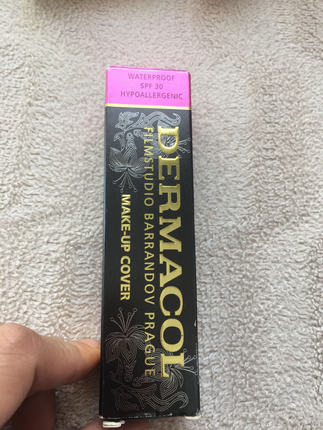 WATERPROOF
SPF 30
HYPOALLERGENIC
DERMACOL
FILMSTUDIO BARRANDOV PRAGUE
MAKE-UP COVER